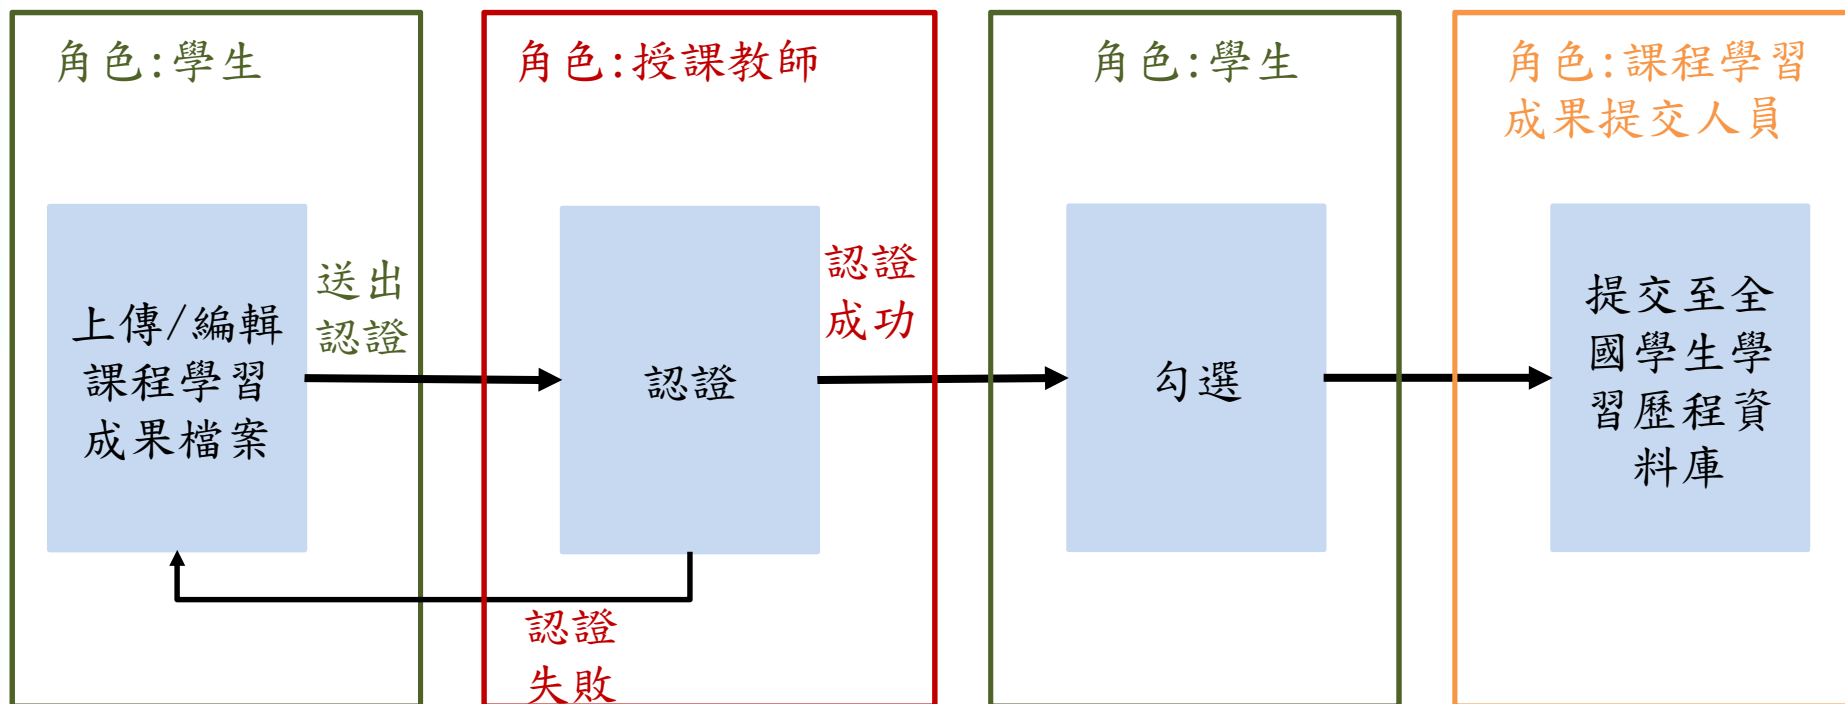 角色:學生
上傳/編輯
課程學習
成果檔案
送出
認證
角色:授課教師
認證
認證
成功
認證
失敗
角色:學生
勾選
角色:課程學習
成果提交人員
提交至全
國學生學
習歷程資
料庫